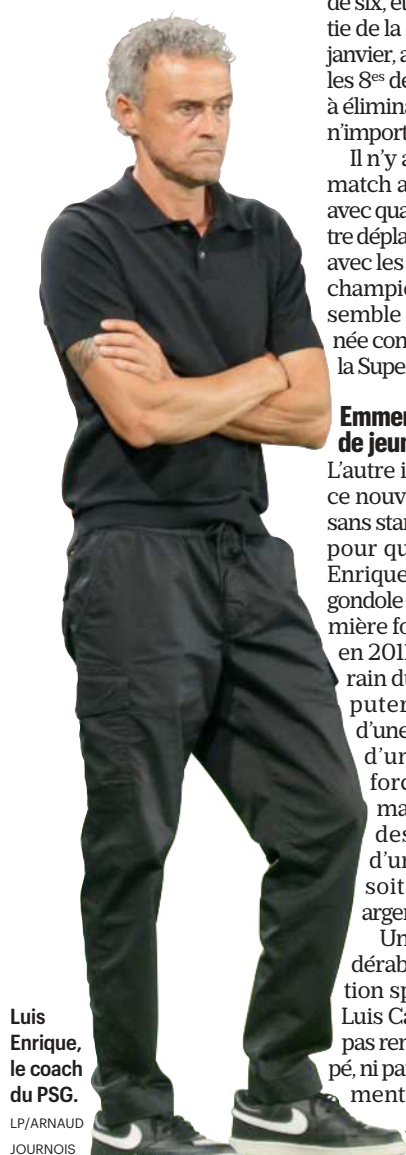 de six, et
tie de la
janvier, a
les 8es de
à élimina
n'import
Il n'y a
match a
avec qua
tre dépla
avec les
champio
semble
née com
la Supe
Emmer
de jeun
L'autre i
ce nouv
sans star
pour qu
Enrique
gondole
mière fo
en 2011
rain du
puter
d'une
d'un
forc
ma
des
d'un
soit
argen
Un
dérab
tion sp
Luis Ca
pas ren
pé, ni pa
ment
Luis
Enrique,
le coach
du PSG.
LP/ARNAUD
JOURNOIS